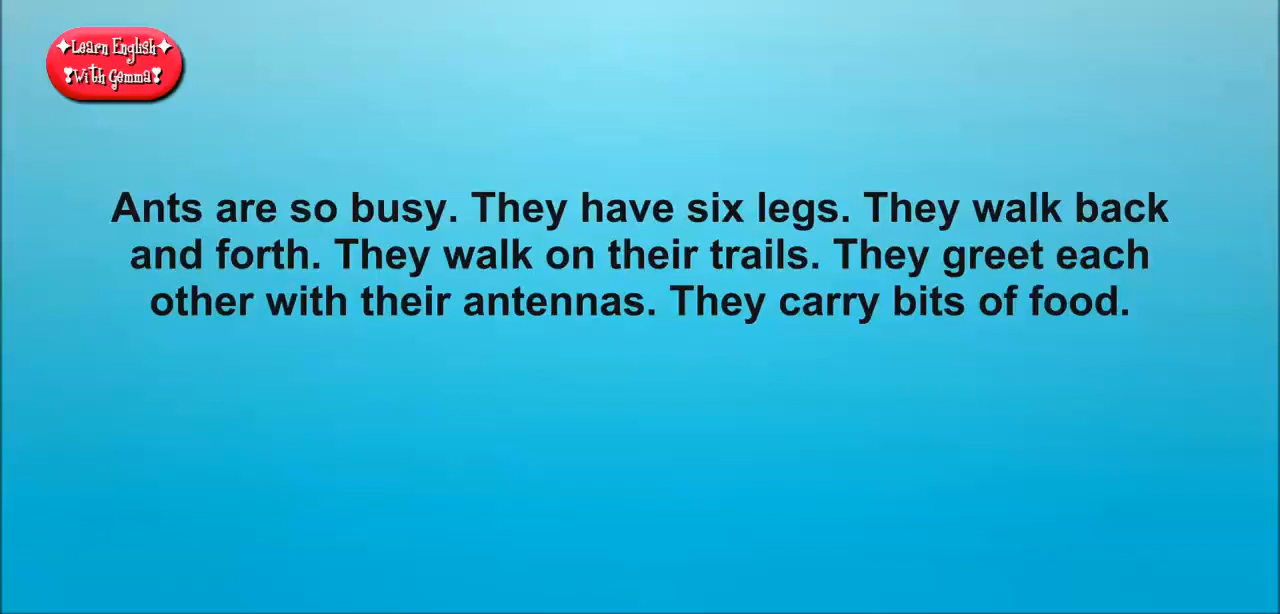 Learn English
With Gemma
Ants are so busy. They have six legs. They walk back
and forth. They walk on their trails. They greet each
other with their antennas. They carry bits of food.